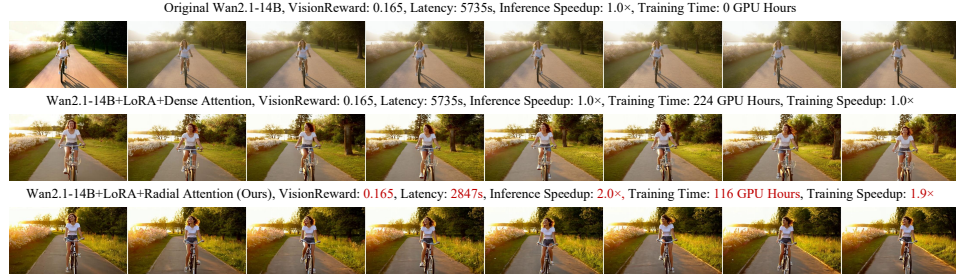 Original Wan2.1-14B, VisionReward: 0.165, Latency: 5735s, Inference Speedup: 1.0×, Training Time: 0 GPU Hours
Wan2.1-14B+LoRA+Dense Attention, VisionReward: 0.165, Latency: 5735s, Inference Speedup: 1.0×, Training Time: 224 GPU Hours, Training Speedup: 1.0×
Wan2.1-14B+LoRA+Radial Attention (Ours), VisionReward: 0.165, Latency: 2847s, Inference Speedup: 2.0×, Training Time: 116 GPU Hours, Training Speedup: 1.9×